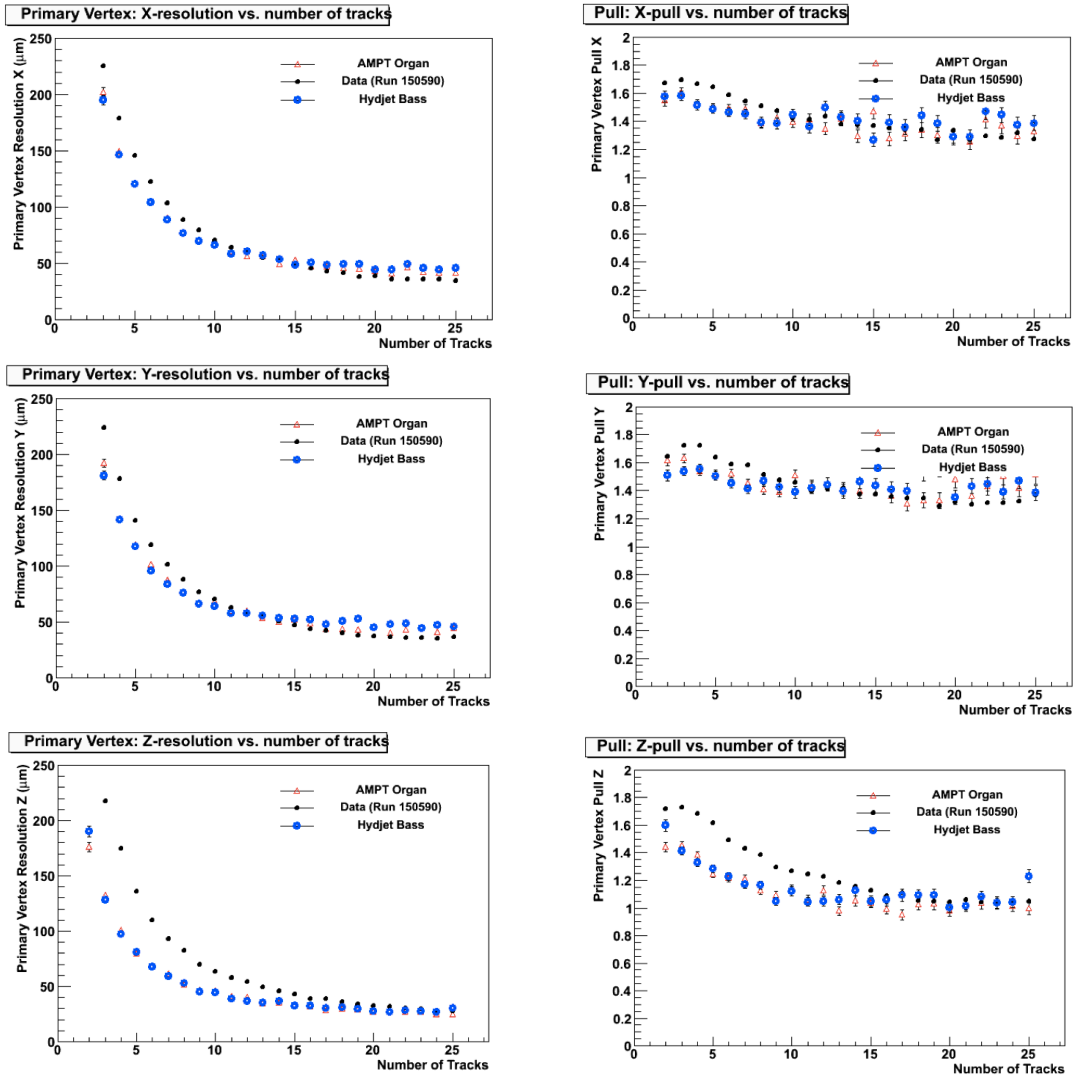 Primary Vertex: X-resolution vs. number of tracks
Primary Vertex Resolution X (μm)
250
200
150
100
50
0
0 5 10 15 20 25
Number of Tracks
AMPT Organ
Data (Run 150590)
Hydjet Bass
Pull: X-pull vs. number of tracks
Primary Vertex Pull X
2
1.8
1.6
1.4
1.2
1
0.8
0.6
0.4
0.2
0
0 5 10 15 20 25
Number of Tracks
AMPT Organ
Data (Run 150590)
Hydjet Bass
Primary Vertex: Y-resolution vs. number of tracks
Primary Vertex Resolution Y (μm)
250
200
150
100
50
0
0 5 10 15 20 25
Number of Tracks
AMPT Organ
Data (Run 150590)
Hydjet Bass
Pull: Y-pull vs. number of tracks
Primary Vertex Pull Y
2
1.8
1.6
1.4
1.2
1
0.8
0.6
0.4
0.2
0
0 5 10 15 20 25
Number of Tracks
AMPT Organ
Data (Run 150590)
Hydjet Bass
Primary Vertex: Z-resolution vs. number of tracks
Primary Vertex Resolution Z (μm)
250
200
150
100
50
0
0 5 10 15 20 25
Number of Tracks
AMPT Organ
Data (Run 150590)
Hydjet Bass
Pull: Z-pull vs. number of tracks
Primary Vertex Pull Z
2
1.8
1.6
1.4
1.2
1
0.8
0.6
0.4
0.2
0
0 5 10 15 20 25
Number of Tracks
AMPT Organ
Data (Run 150590)
Hydjet Bass